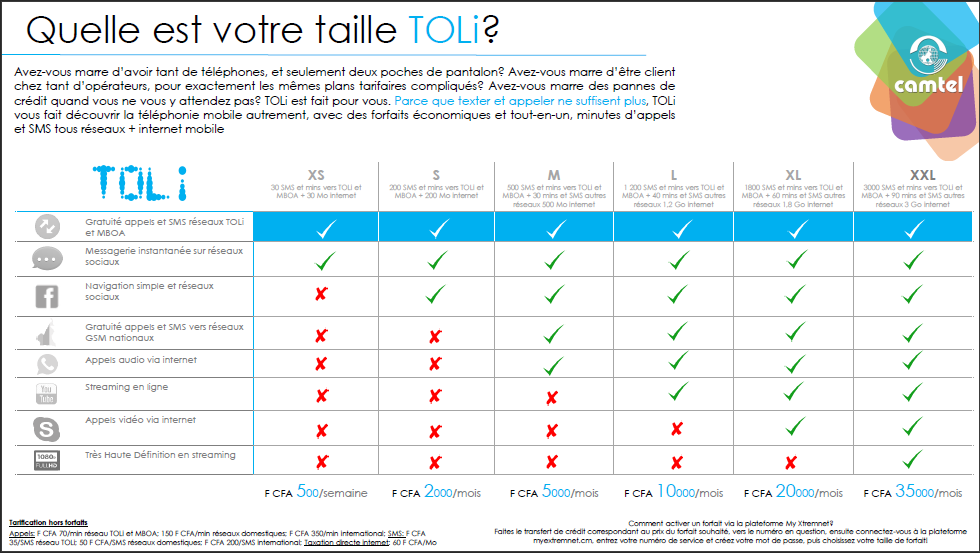 Quelle est votre taille TOLi?
camtel
Avez-vous marre d'avoir tant de téléphones, et seulement deux poches de pantalon? Avez-vous marre d'être client
chez tant d'opérateurs, pour exactement les mêmes plans tarifaires compliqués? Avez-vous marre des pannes de
crédit quand vous ne vous y attendez pas? TOLi est fait pour vous. Parce que texter et appeler ne suffisent plus, TOLi
vous fait découvrir la téléphonie mobile autrement, avec des forfaits économiques et tout-en-un, minutes d'appels
et SMS tous réseaux + internet mobile
TOLi
XS
30 SMS et mins vers TOLi et
MBOA + 30 Mo Internet
S
200 SMS et mins vers TOLi et
MBOA + 200 Mo Internet
M
500 SMS et mins vers TOLi et
MBOA + 30 mins et SMS autres
réseaux 500 Mo Internet
L
1 200 SMS et mins vers TOLi et
MBOA + 40 mins et SMS autres
réseaux 1,2 Go Internet
XL
1800 SMS et mins vers TOLi et
MBOA + 60 mins et SMS autres
réseaux 1,8 Go Internet
XXL
3000 SMS et mins vers TOLi et
MBOA + 90 mins et SMS autres
réseaux 3 Go Internet
Gratuité appels et SMS réseaux TOLi
et MBOA
Messagerie instantanée sur réseaux
sociaux
Navigation simple et réseaux
sociaux
Gratuité appels et SMS vers réseaux
GSM nationaux
Appels audio via internet
You
Tube
Streaming en ligne
Appels vidéo via internet
1080p
FULLHD
Très Haute Définition en streaming
F CFA 500/semaine
F CFA 2000/mois
F CFA 5000/mois
F CFA 10000/mois
F CFA 20000/mois
F CFA 35000/mois
Tarification hors forfaits
Appels: F CFA 70/min réseau TOLi et MBOA; 150 F CFA/min réseaux domestiques; F CFA 350/min international; SMS: F CFA
35/SMS réseau TOLi; 50 F CFA/SMS réseaux domestiques; F CFA 200/SMS international; Taxation directe internet: 60 F CFA/Mo
Comment activer un forfait via la plateforme My Xtremnet?
Faites le transfert de crédit correspondant au prix du forfait souhaité, vers le numéro en question, ensuite connectez-vous à la plateforme
myextremnet.cm, entrez votre numéro de service et créez votre mot de passe, puis choisissez votre taille de forfait!